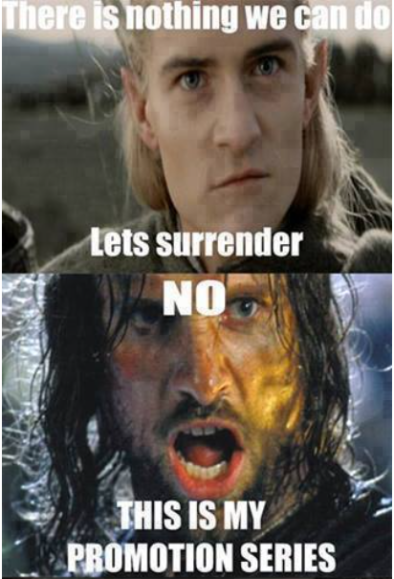 There is nothing we can do
Lets surrender
NO
THIS IS MY
PROMOTION SERIES